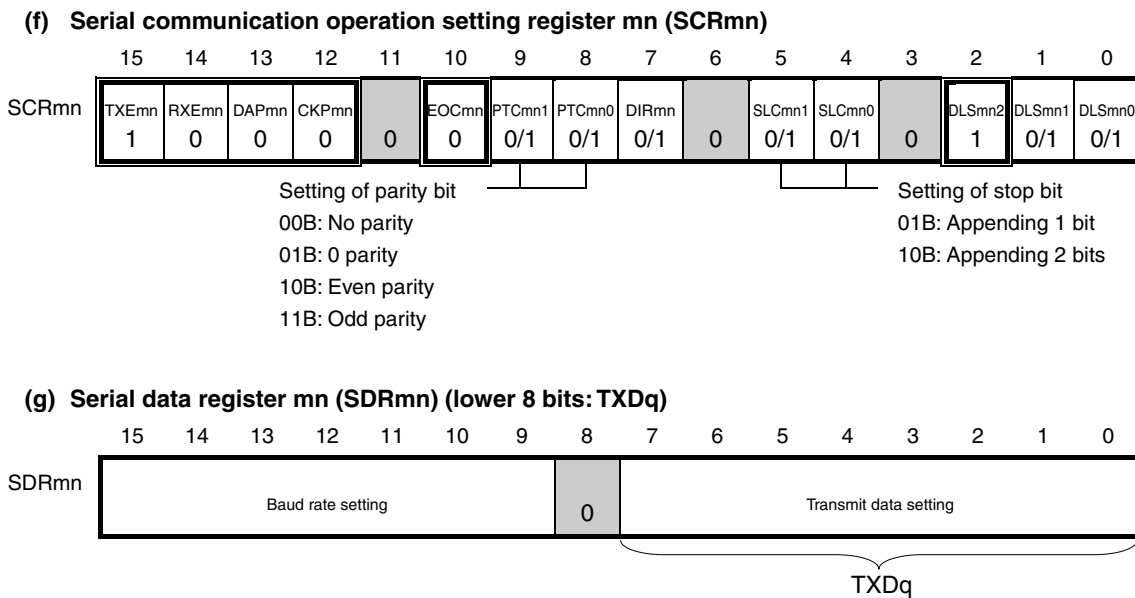 (f) Serial communication operation setting register mn (SCRmn)
15 14 13 12 11 10 9 8 7 6 5 4 3 2 1 0
SCRmn TXEmn RXEmn DAPmn CKPmn EOCmn PTCmn1 PTCmn0 DIRmn SLCmn1 SLCmn0 DLSmn2 DLSmn1 DLSmn0
1 0 0 0 0 0 0/1 0/1 0/1 0 0/1 0/1 0 1 0/1 0/1
Setting of parity bit
00B: No parity
01B: 0 parity
10B: Even parity
11B: Odd parity
Setting of stop bit
01B: Appending 1 bit
10B: Appending 2 bits
(g) Serial data register mn (SDRmn) (lower 8 bits: TXDq)
15 14 13 12 11 10 9 8 7 6 5 4 3 2 1 0
SDRmn Baud rate setting 0 Transmit data setting
TXDq